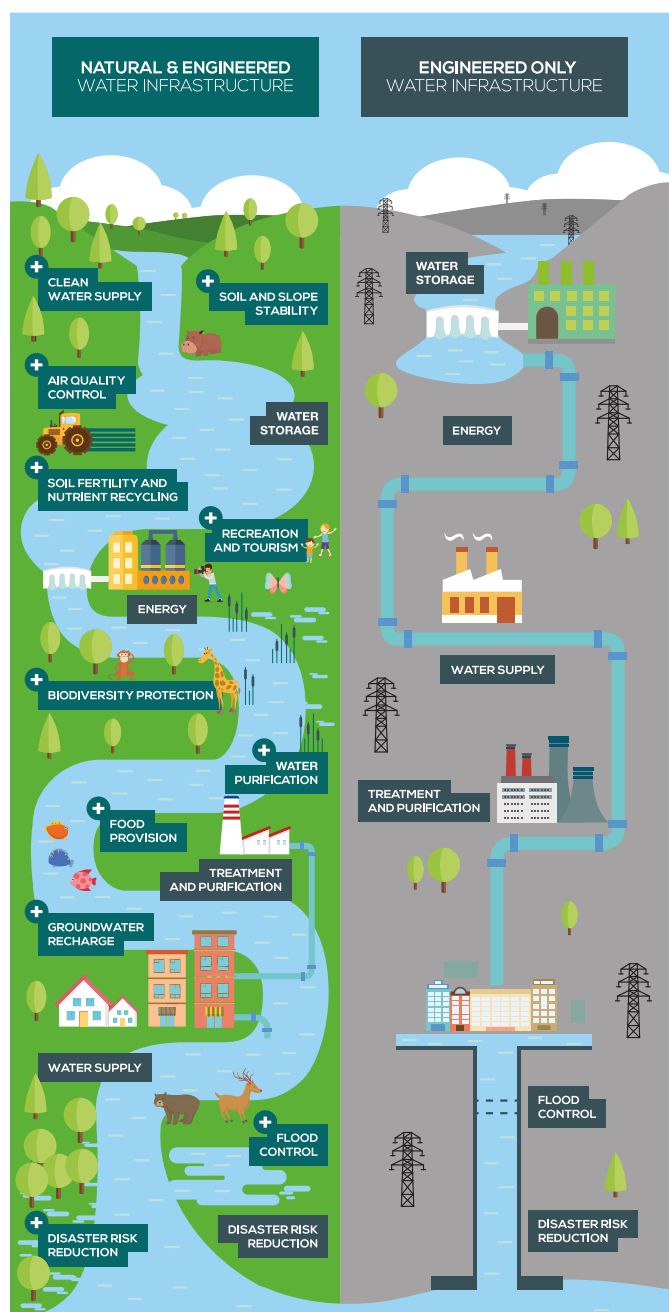 NATURAL & ENGINEERED
WATER INFRASTRUCTURE
ENGINEERED ONLY
WATER INFRASTRUCTURE
CLEAN
WATER SUPPLY
SOIL AND SLOPE
STABILITY
AIR QUALITY
CONTROL
WATER
STORAGE
SOIL FERTILITY AND
NUTRIENT RECYCLING
RECREATION
AND TOURISM
ENERGY
BIODIVERSITY PROTECTION
WATER
PURIFICATION
FOOD
PROVISION
TREATMENT
AND PURIFICATION
GROUNDWATER
RECHARGE
WATER SUPPLY
FLOOD
CONTROL
DISASTER RISK
REDUCTION
DISASTER RISK
REDUCTION
WATER
STORAGE
ENERGY
WATER SUPPLY
TREATMENT
AND PURIFICATION
FLOOD
CONTROL
DISASTER RISK
REDUCTION